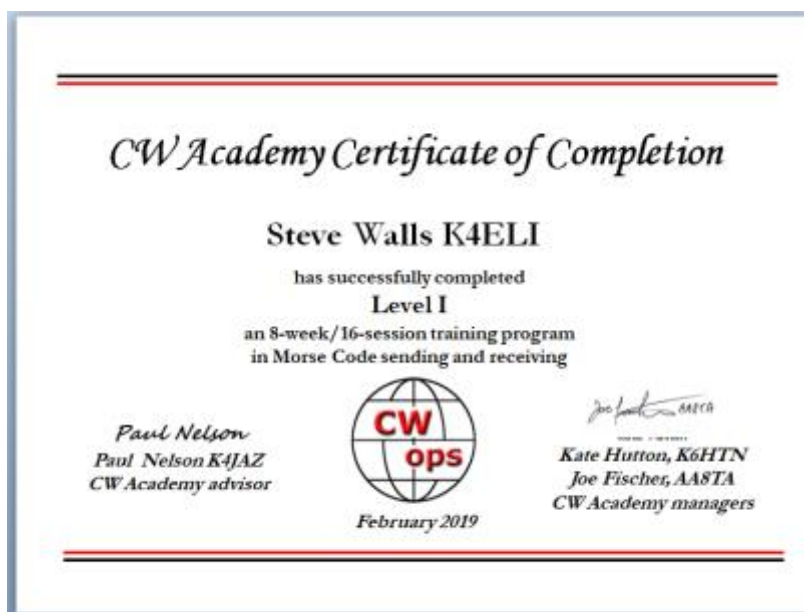 CW Academy Certificate of Completion
Steve Walls K4ELI
has successfully completed
Level I
an 8-week/16-session training program
in Morse Code sending and receiving
Paul Nelson
Paul Nelson K4JAZ
CW Academy advisor
CW
ops
February 2019
Joe AA8TA
Kate Hutton, K6HTN
Joe Fischer, AA8TA
CW Academy managers